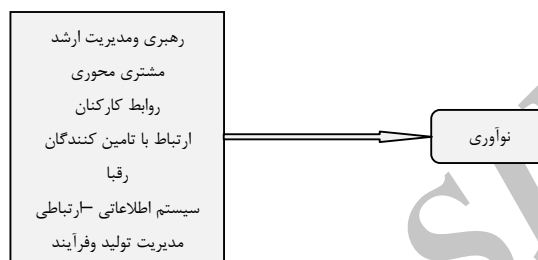 رهبری ومدیریت ارشد
مشتری محوری
روابط کارکنان
ارتباط با تامین کنندگان
رقبا
سیستم اطلاعاتی –ارتباطی
مدیریت تولید وفرآیند
نوآوری